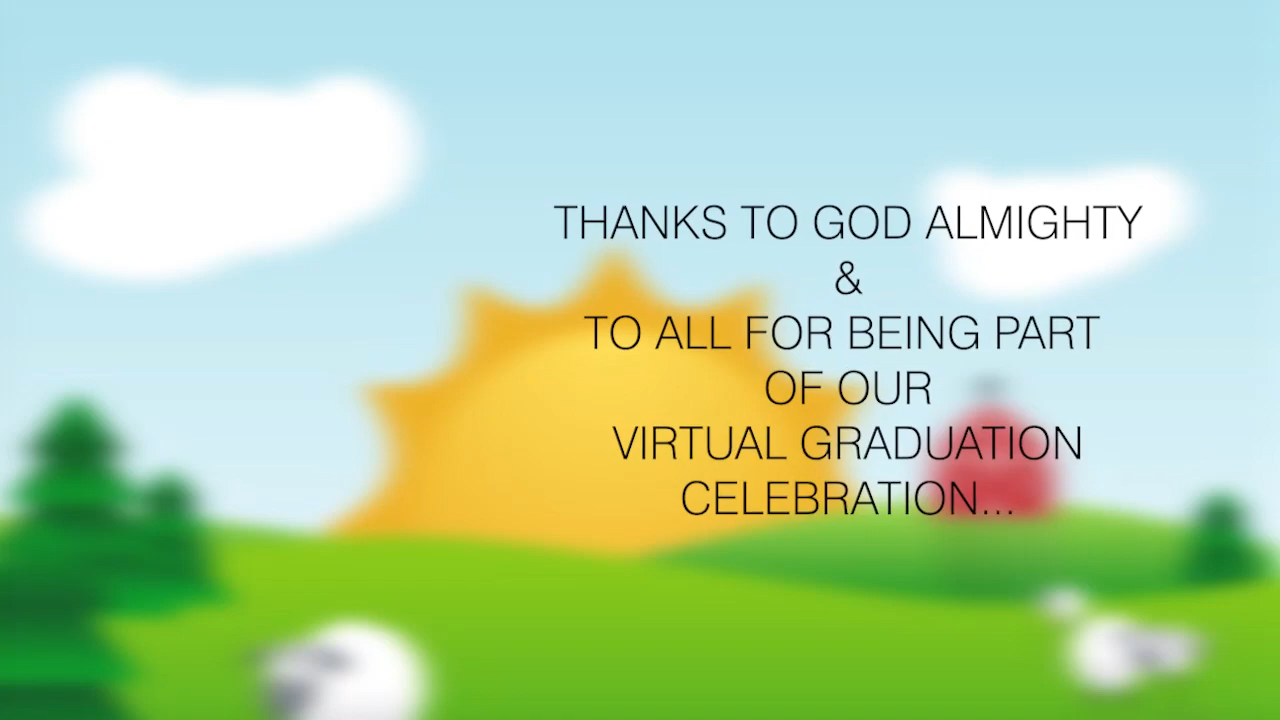 THANKS TO GOD ALMIGHTY
&
TO ALL FOR BEING PART
OF OUR
VIRTUAL GRADUATION
CELEBRATION...